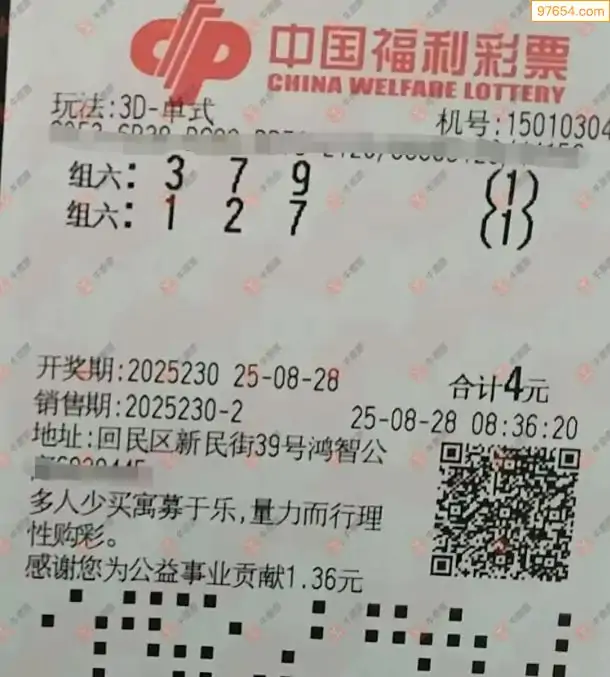 97654.com
中国福利彩票
CHINA WELFARE LOTTERY
玩法:3D-单式
机号:15010304
组六: 3 7 9 (1)
组六: 1 2 7 (1)
开奖期:2025230 25-08-28
合计4元
销售期:2025230-2 25-08-28 08:36:20
地址:回民区新民街39号鸿智公
多人少买寓募于乐,量力而行理
性购彩。
感谢您为公益事业贡献1.36元